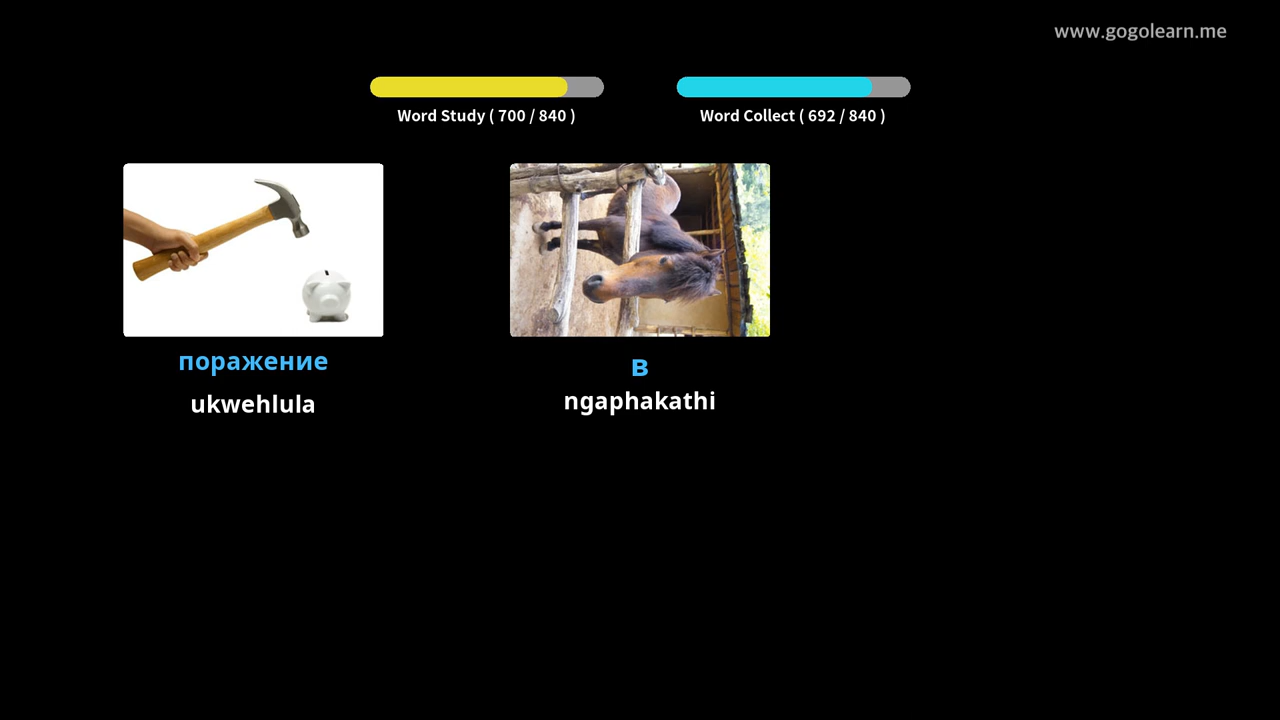 www.gogolearn.me
Word Study ( 700 / 840 )
Word Collect ( 692 / 840 )
поражение
ukwehlula
в
ngaphakathi